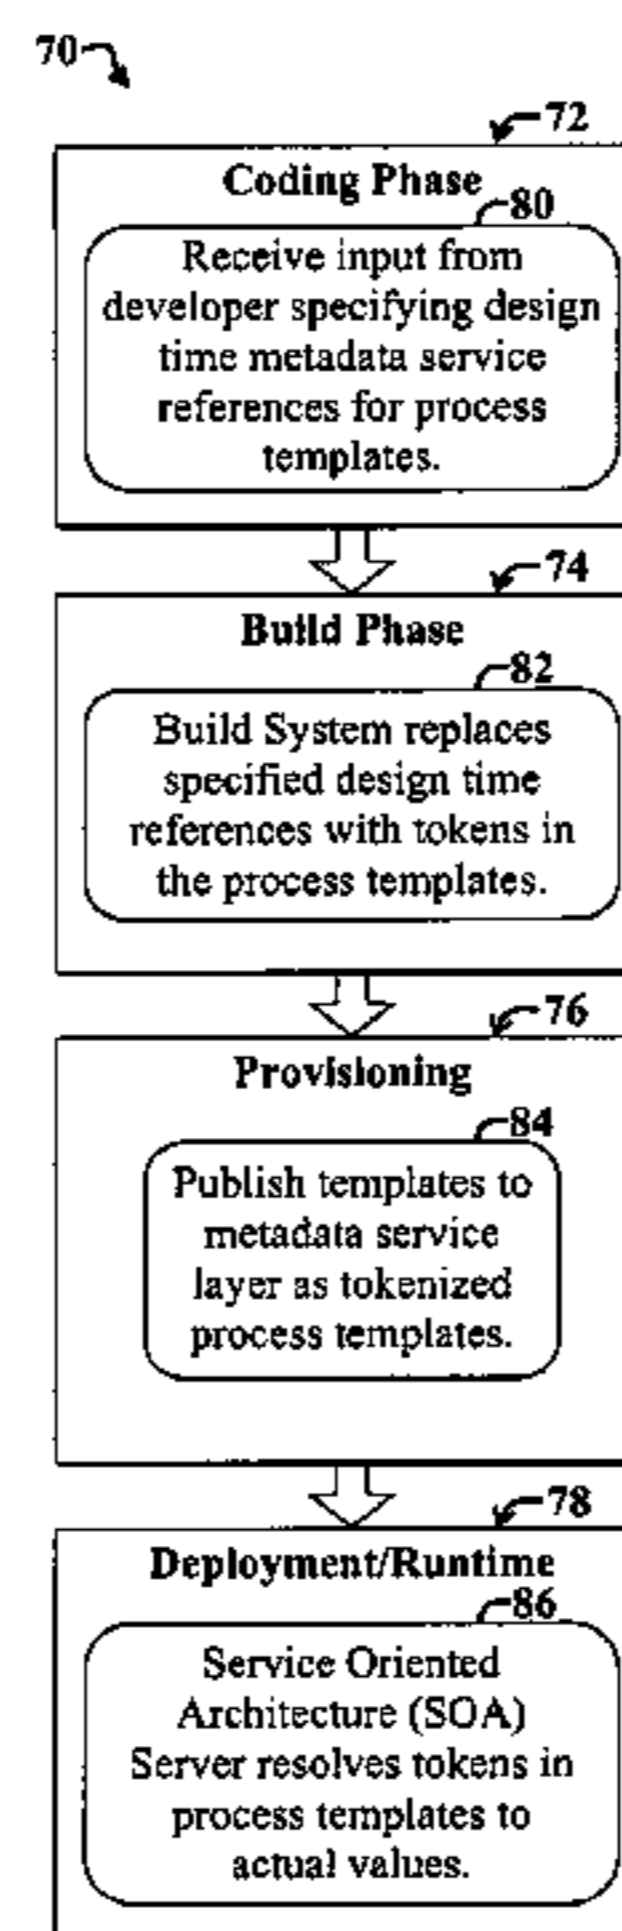 70
72
Coding Phase
80
Receive input from
developer specifying design
time metadata service
references for process
templates.
74
Build Phase
82
Build System replaces
specified design time
references with tokens in
the process templates.
76
Provisioning
84
Publish templates to
metadata service
layer as tokenized
process templates.
78
Deployment/Runtime
86
Service Oriented
Architecture (SOA)
Server resolves tokens in
process templates to
actual values.